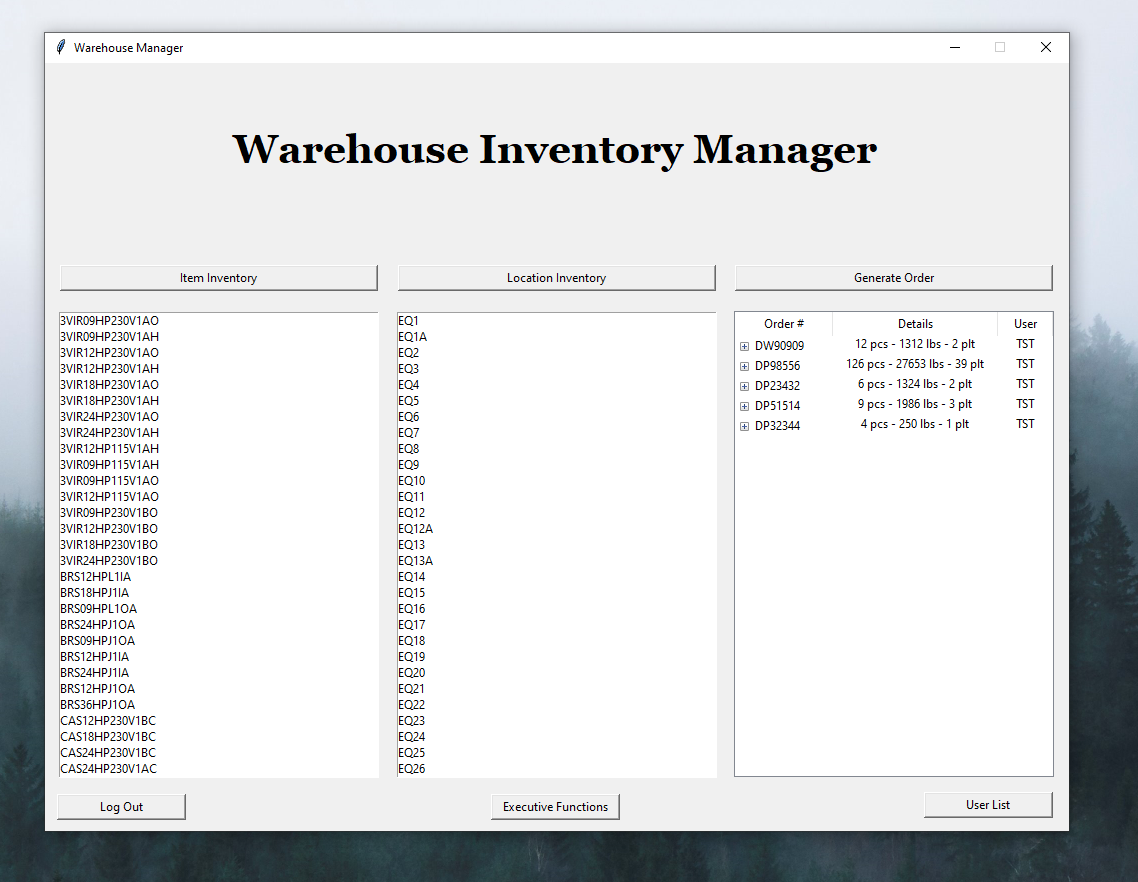 Warehouse Manager
Warehouse Inventory Manager
Item Inventory
Location Inventory
Generate Order
3VIR09HP230V1AO
3VIR09HP230V1AH
3VIR12HP230V1AO
3VIR12HP230V1AH
3VIR18HP230V1AO
3VIR18HP230V1AH
3VIR24HP230V1AO
3VIR24HP230V1AH
3VIR12HP115V1AH
3VIR09HP115V1AH
3VIR09HP115V1AO
3VIR12HP115V1AO
3VIR09HP230V1BO
3VIR12HP230V1BO
3VIR18HP230V1BO
3VIR24HP230V1BO
BRS12HPL1IA
BRS18HPJ1IA
BRS09HPL1OA
BRS24HPJ1OA
BRS09HPJ1OA
BRS12HPJ1IA
BRS24HPJ1IA
BRS12HPJ1OA
BRS36HPJ1OA
CAS12HP230V1BC
CAS18HP230V1BC
CAS24HP230V1BC
CAS24HP230V1AC
EQ1
EQ1A
EQ2
EQ3
EQ4
EQ5
EQ6
EQ7
EQ8
EQ9
EQ10
EQ11
EQ12
EQ12A
EQ13
EQ13A
EQ14
EQ15
EQ16
EQ17
EQ18
EQ19
EQ20
EQ21
EQ22
EQ23
EQ24
EQ25
EQ26
Order # Details User
DW90909 12 pcs - 1312 lbs - 2 plt TST
DP98556 126 pcs - 27653 lbs - 39 plt TST
DP23432 6 pcs - 1324 lbs - 2 plt TST
DP51514 9 pcs - 1986 lbs - 3 plt TST
DP32344 4 pcs - 250 lbs - 1 plt TST
Log Out
Executive Functions
User List